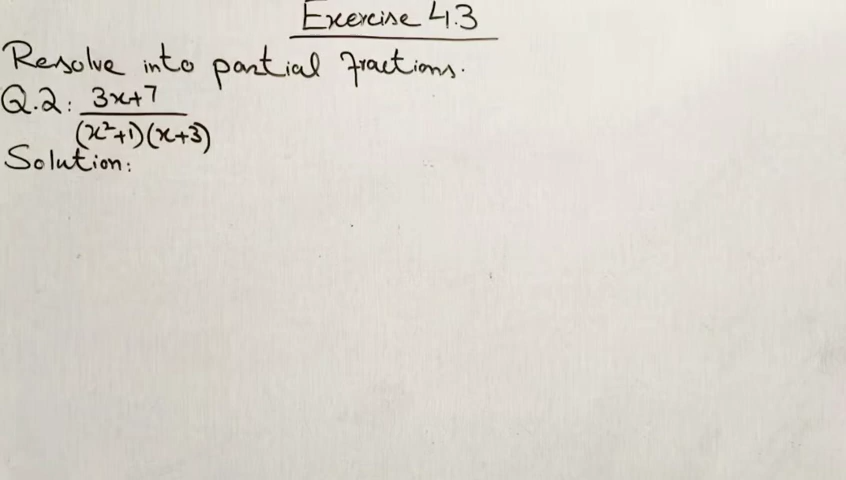 Exercise 4.3
Resolve into partial fractions.
Q.2: 3x+7
(x²+1)(x+3)
Solution: